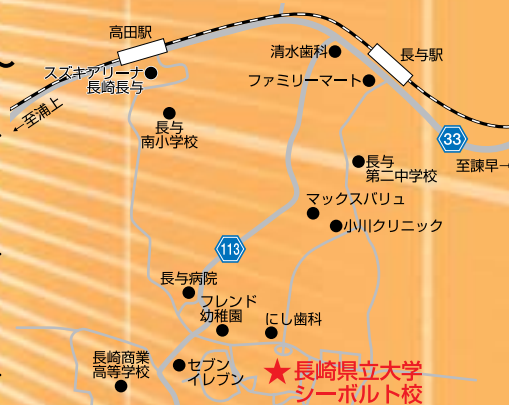 高田駅
清水歯科
長与駅
スズキアリーナ
長崎長与
ファミリーマート
←至浦上
長与
南小学校
33
長与
第二中学校
至諫早→
マックスバリュ
小川クリニック
113
長与病院
フレンド
幼稚園
にし歯科
長崎商業
高等学校
セブン
イレブン
★長崎県立大学
シーボルト校